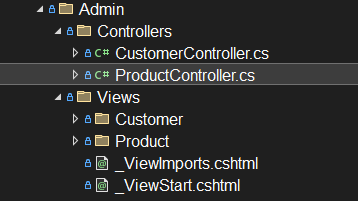 Admin
Controllers
C# CustomerController.cs
C# ProductController.cs
Views
Customer
Product
@ _ViewImports.cshtml
@ _ViewStart.cshtml